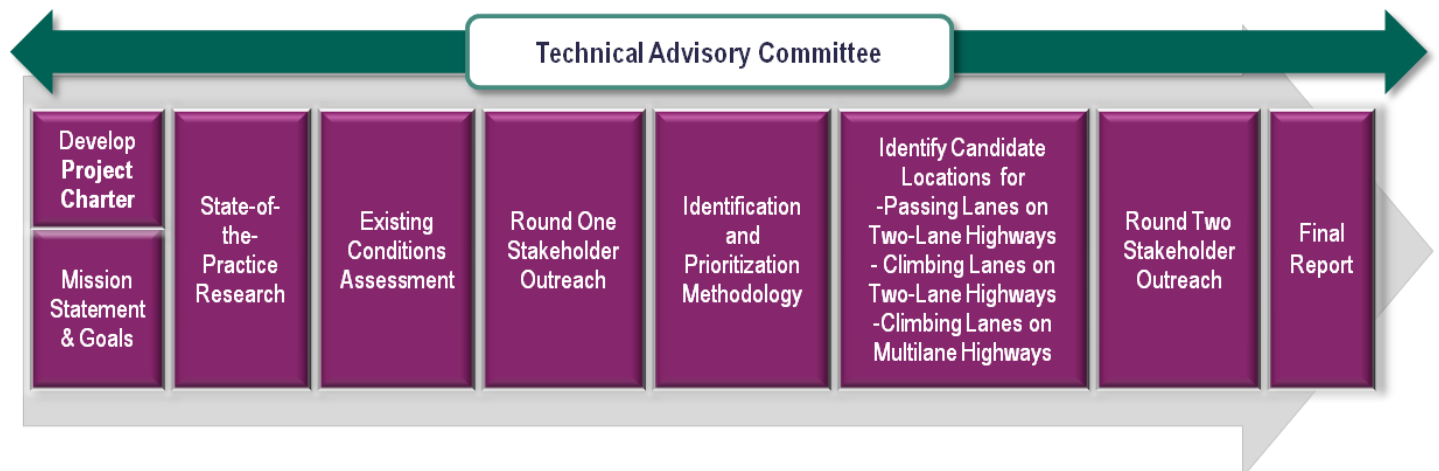 Technical Advisory Committee
Develop
Project
Charter
Mission
Statement
& Goals
State-of-
the-
Practice
Research
Existing
Conditions
Assessment
Round One
Stakeholder
Outreach
Identification
and
Prioritization
Methodology
Identify Candidate
Locations for
-Passing Lanes on
Two-Lane Highways
- Climbing Lanes on
Two-Lane Highways
-Climbing Lanes on
Multilane Highways
Round Two
Stakeholder
Outreach
Final
Report